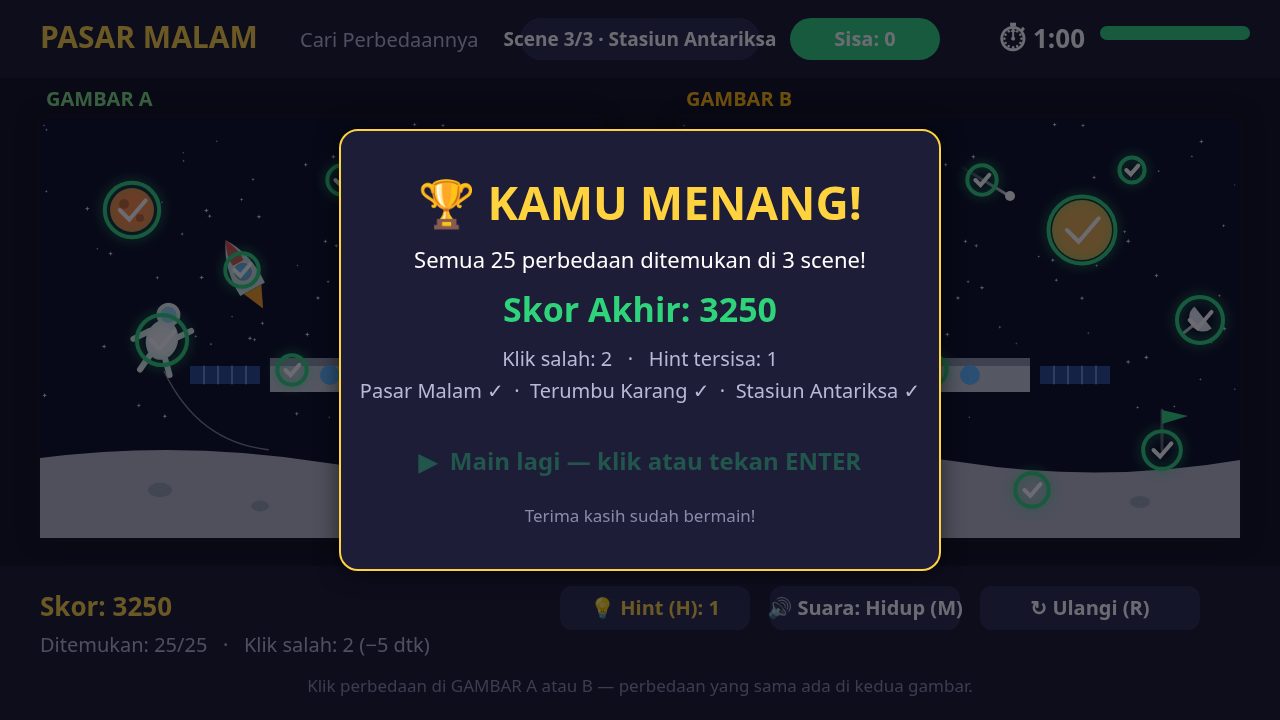 PASAR MALAM
Cari Perbedaannya
Scene 3/3 · Stasiun Antariksa
Sisa: 0
⏱ 1:00
GAMBAR A
GAMBAR B
🏆 KAMU MENANG!
Semua 25 perbedaan ditemukan di 3 scene!
Skor Akhir: 3250
Klik salah: 2 · Hint tersisa: 1
Pasar Malam ✓ · Terumbu Karang ✓ · Stasiun Antariksa ✓
▶ Main lagi — klik atau tekan ENTER
Terima kasih sudah bermain!
Skor: 3250
Ditemukan: 25/25 · Klik salah: 2 (−5 dtk)
💡 Hint (H): 1
🔊 Suara: Hidup (M)
↻ Ulangi (R)
Klik perbedaan di GAMBAR A atau B — perbedaan yang sama ada di kedua gambar.